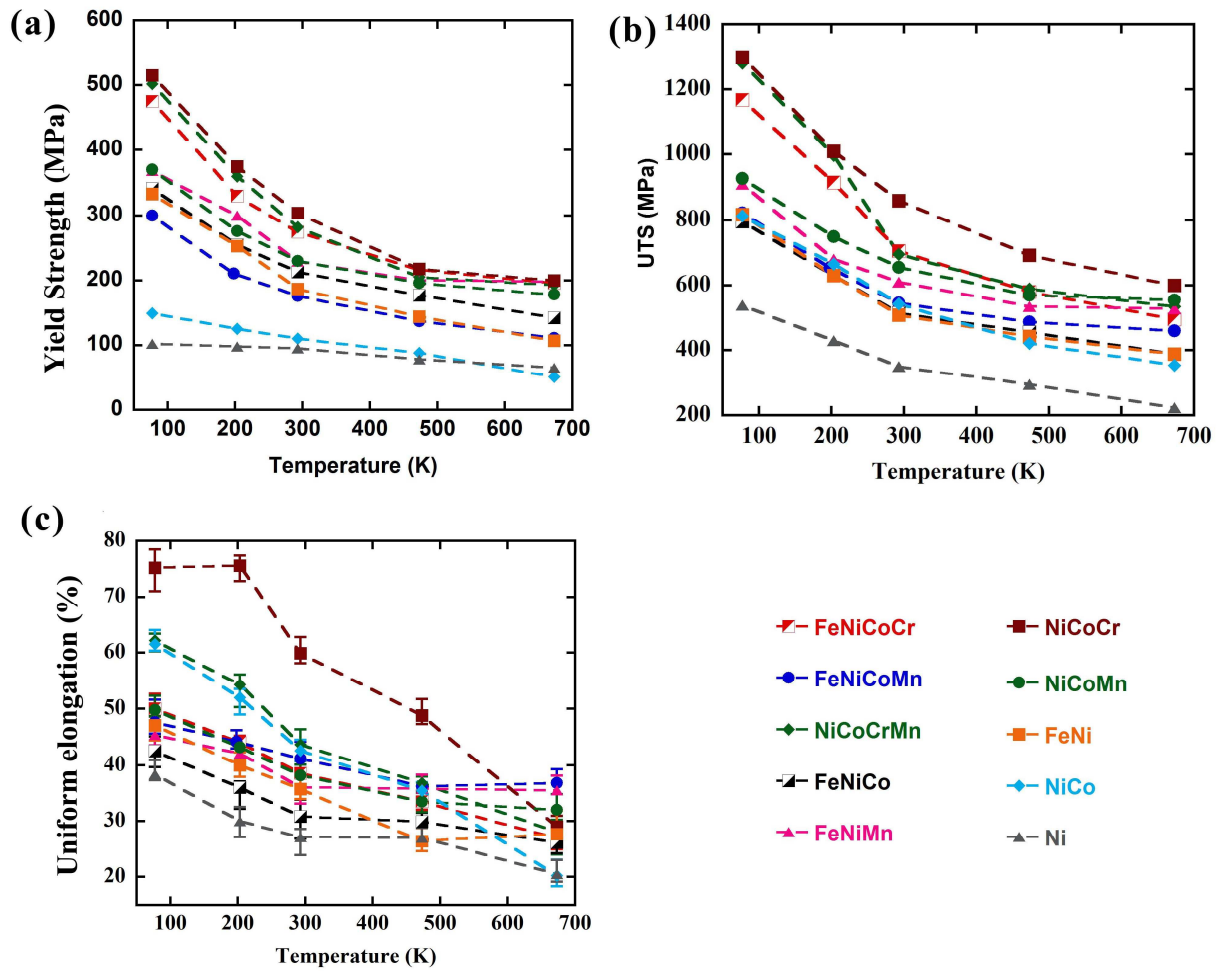 (a)
600
500
400
300
200
100
0
Yield Strength (MPa)
100 200 300 400 500 600 700
Temperature (K)
(b)
1400
1200
1000
800
600
400
200
UTS (MPa)
100 200 300 400 500 600 700
Temperature (K)
(c)
80
70
60
50
40
30
20
Uniform elongation (%)
100 200 300 400 500 600 700
Temperature (K)
FeNiCoCr
FeNiCoMn
NiCoCrMn
FeNiCo
FeNiMn
NiCoCr
NiCoMn
FeNi
NiCo
Ni